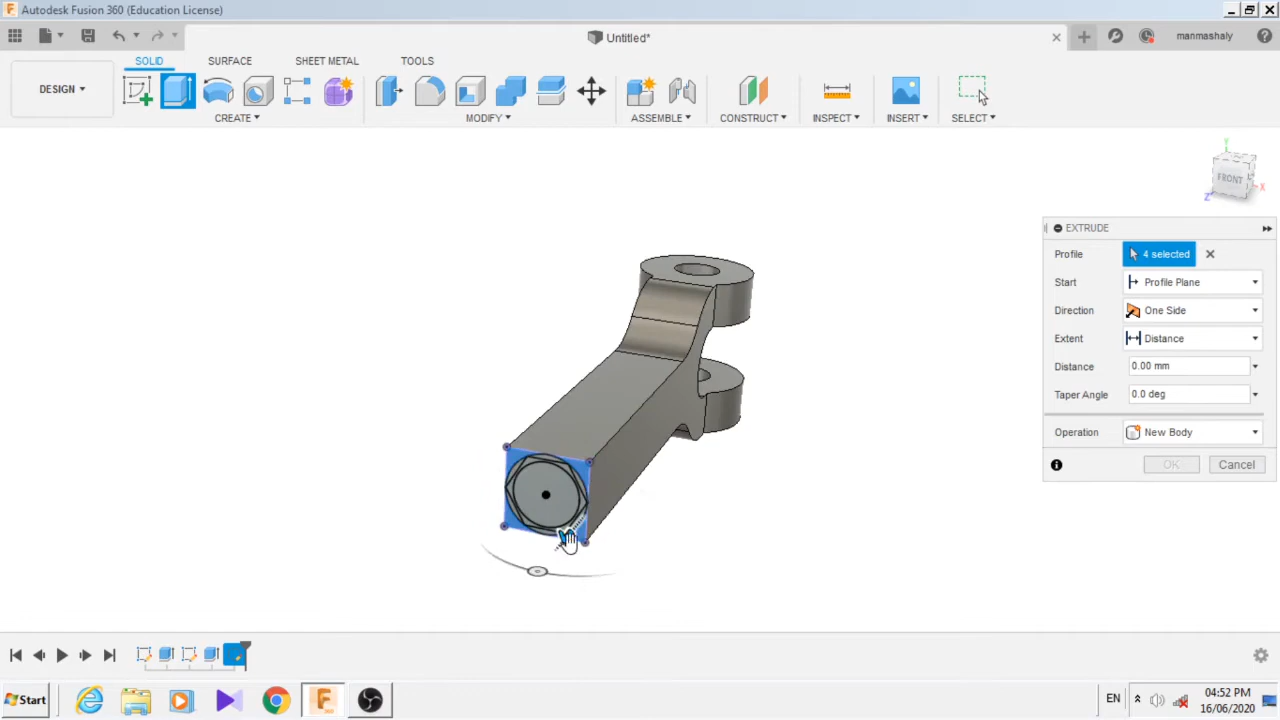 Autodesk Fusion 360 (Education License)
Untitled*
manmashaly
SOLID SURFACE SHEET METAL TOOLS
DESIGN
CREATE MODIFY ASSEMBLE CONSTRUCT INSPECT INSERT SELECT
FRONT
Y
X
Z
EXTRUDE
Profile 4 selected
Start Profile Plane
Direction One Side
Extent Distance
Distance 0.00 mm
Taper Angle 0.0 deg
Operation New Body
OK Cancel
Start
EN
04:52 PM
16/06/2020